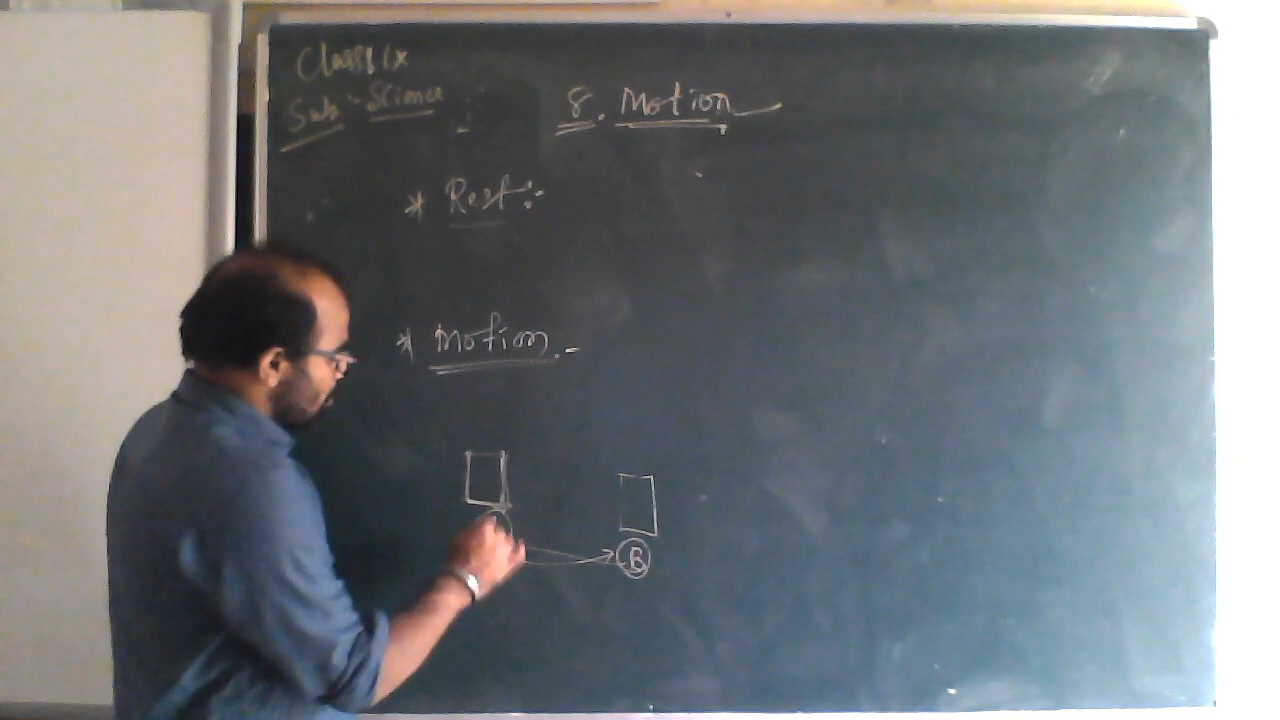 Class IX
Sub :- Science
8. Motion
* Rest :-
* Motion :-
B